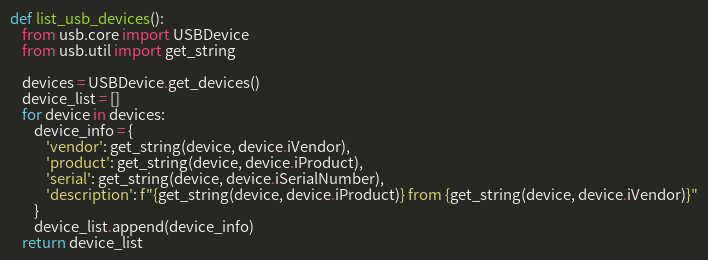 def list_usb_devices():
    from usb.core import USBDevice
    from usb.util import get_string

    devices = USBDevice.get_devices()
    device_list = []
    for device in devices:
        device_info = {
            'vendor': get_string(device, device.iVendor),
            'product': get_string(device, device.iProduct),
            'serial': get_string(device, device.iSerialNumber),
            'description': f"{get_string(device, device.iProduct)} from {get_string(device, device.iVendor)}"
        }
        device_list.append(device_info)
    return device_list